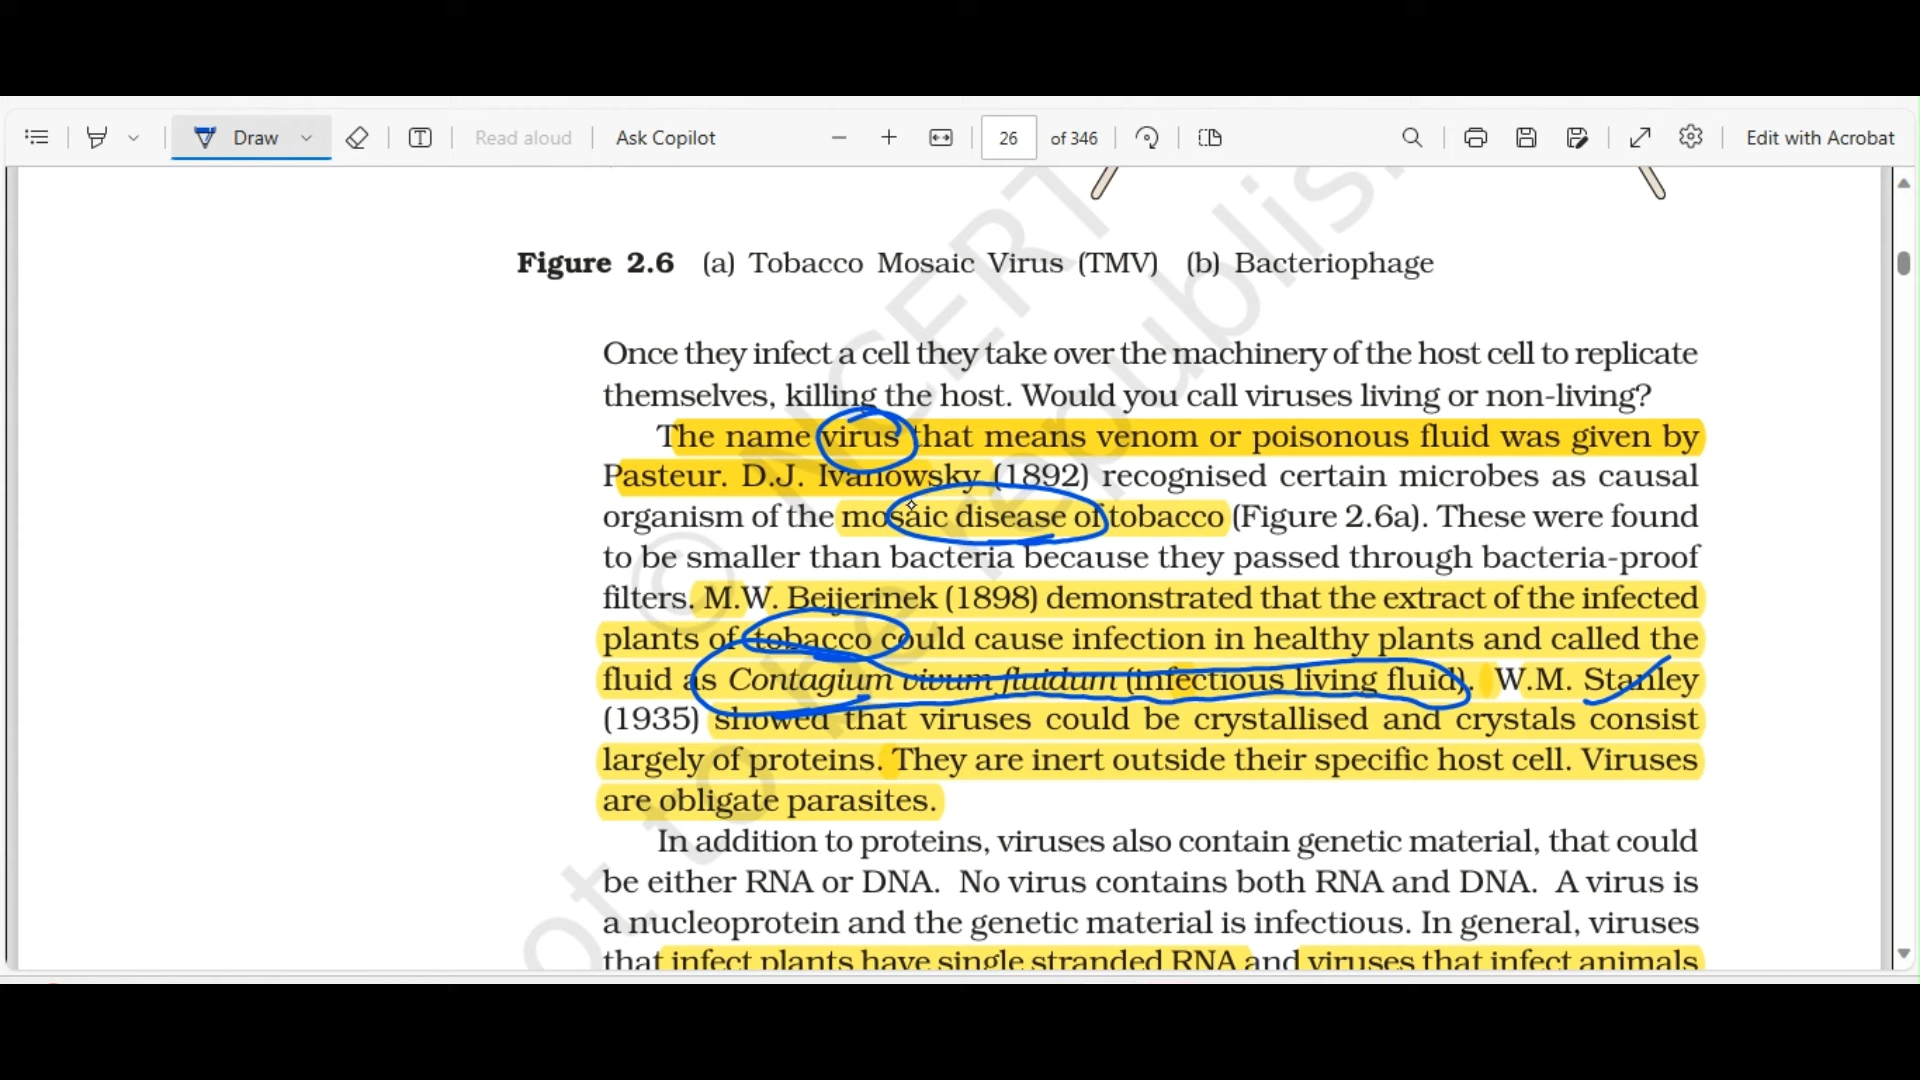 Draw
Read aloud
Ask Copilot
26 of 346
Edit with Acrobat
Figure 2.6 (a) Tobacco Mosaic Virus (TMV) (b) Bacteriophage
Once they infect a cell they take over the machinery of the host cell to replicate
themselves, killing the host. Would you call viruses living or non-living?
The name virus that means venom or poisonous fluid was given by
Pasteur. D.J. Ivanowsky (1892) recognised certain microbes as causal
organism of the mosaic disease of tobacco (Figure 2.6a). These were found
to be smaller than bacteria because they passed through bacteria-proof
filters. M.W. Beijerinek (1898) demonstrated that the extract of the infected
plants of tobacco could cause infection in healthy plants and called the
fluid as Contagium vivum fluidum (infectious living fluid). W.M. Stanley
(1935) showed that viruses could be crystallised and crystals consist
largely of proteins. They are inert outside their specific host cell. Viruses
are obligate parasites.
In addition to proteins, viruses also contain genetic material, that could
be either RNA or DNA. No virus contains both RNA and DNA. A virus is
a nucleoprotein and the genetic material is infectious. In general, viruses
that infect plants have single stranded RNA and viruses that infect animals
© NCERT
not to be republis